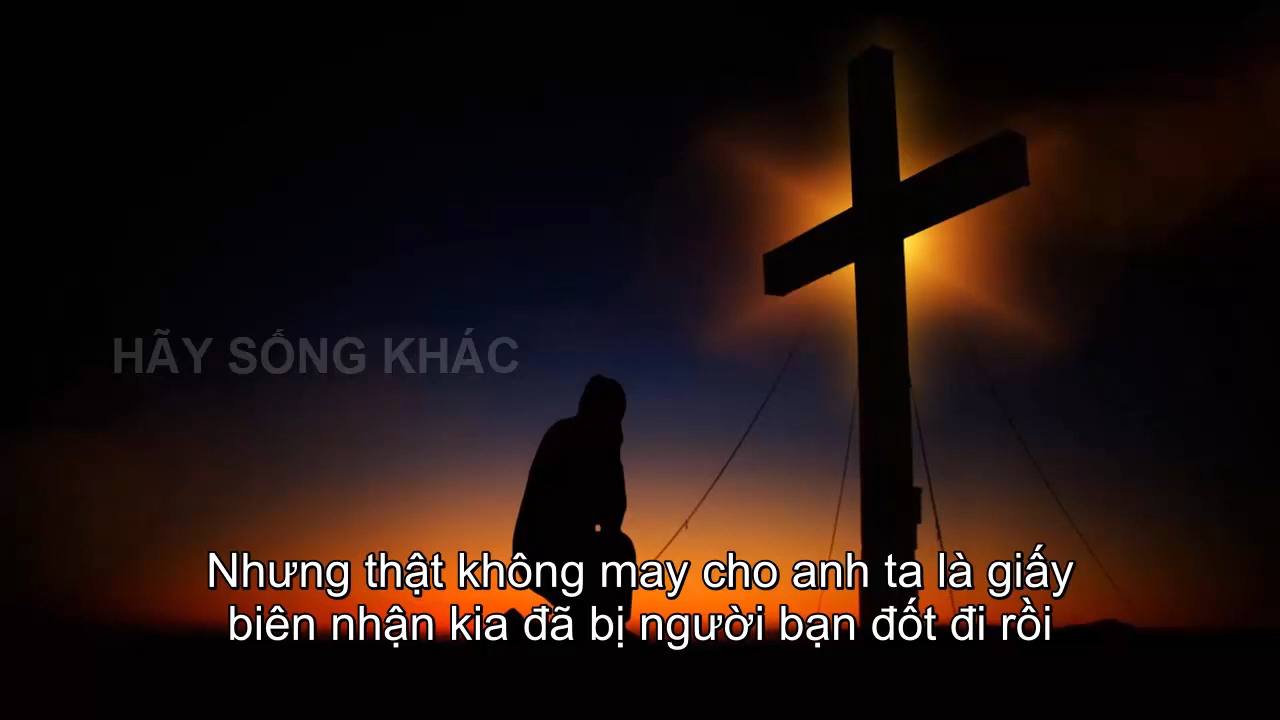 HÃY SỐNG KHÁC
Nhưng thật không may cho anh ta là giấy
biên nhận kia đã bị người bạn đốt đi rồi